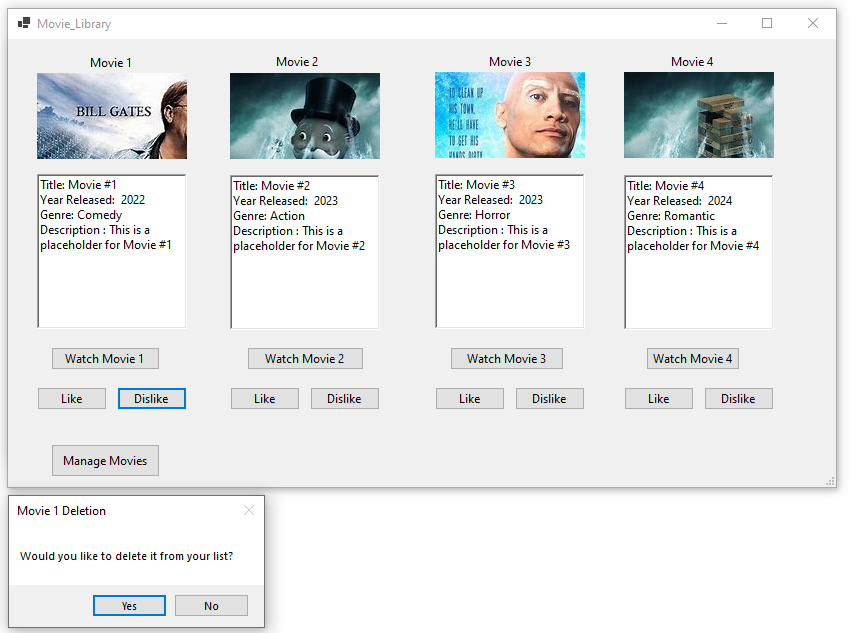 Movie_Library
Movie 1
Movie 2
Movie 3
Movie 4
BILL GATES
TO CLEAN UP
HIS TOWN,
HE'LL HAVE
TO GET HIS
HANDS DIRTY
Title: Movie #1
Year Released:  2022
Genre: Comedy
Description : This is a
placeholder for Movie #1
Title: Movie #2
Year Released:  2023
Genre: Action
Description : This is a
placeholder for Movie #2
Title: Movie #3
Year Released:  2023
Genre: Horror
Description : This is a
placeholder for Movie #3
Title: Movie #4
Year Released:  2024
Genre: Romantic
Description : This is a
placeholder for Movie #4
Watch Movie 1
Watch Movie 2
Watch Movie 3
Watch Movie 4
Like
Dislike
Like
Dislike
Like
Dislike
Like
Dislike
Manage Movies
Movie 1 Deletion
Would you like to delete it from your list?
Yes
No